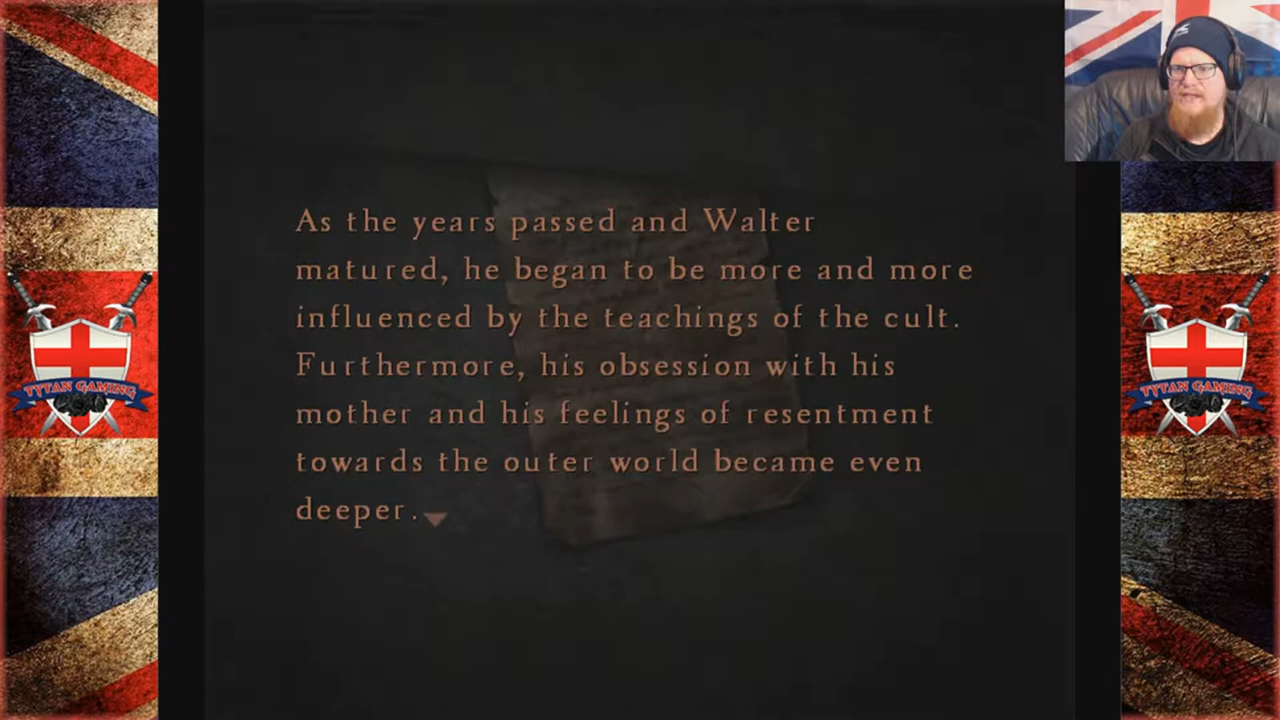 As the years passed and Walter
matured, he began to be more and more
influenced by the teachings of the cult.
Furthermore, his obsession with his
mother and his feelings of resentment
towards the outer world became even
deeper.
TYTAN GAMING
TYTAN GAMING